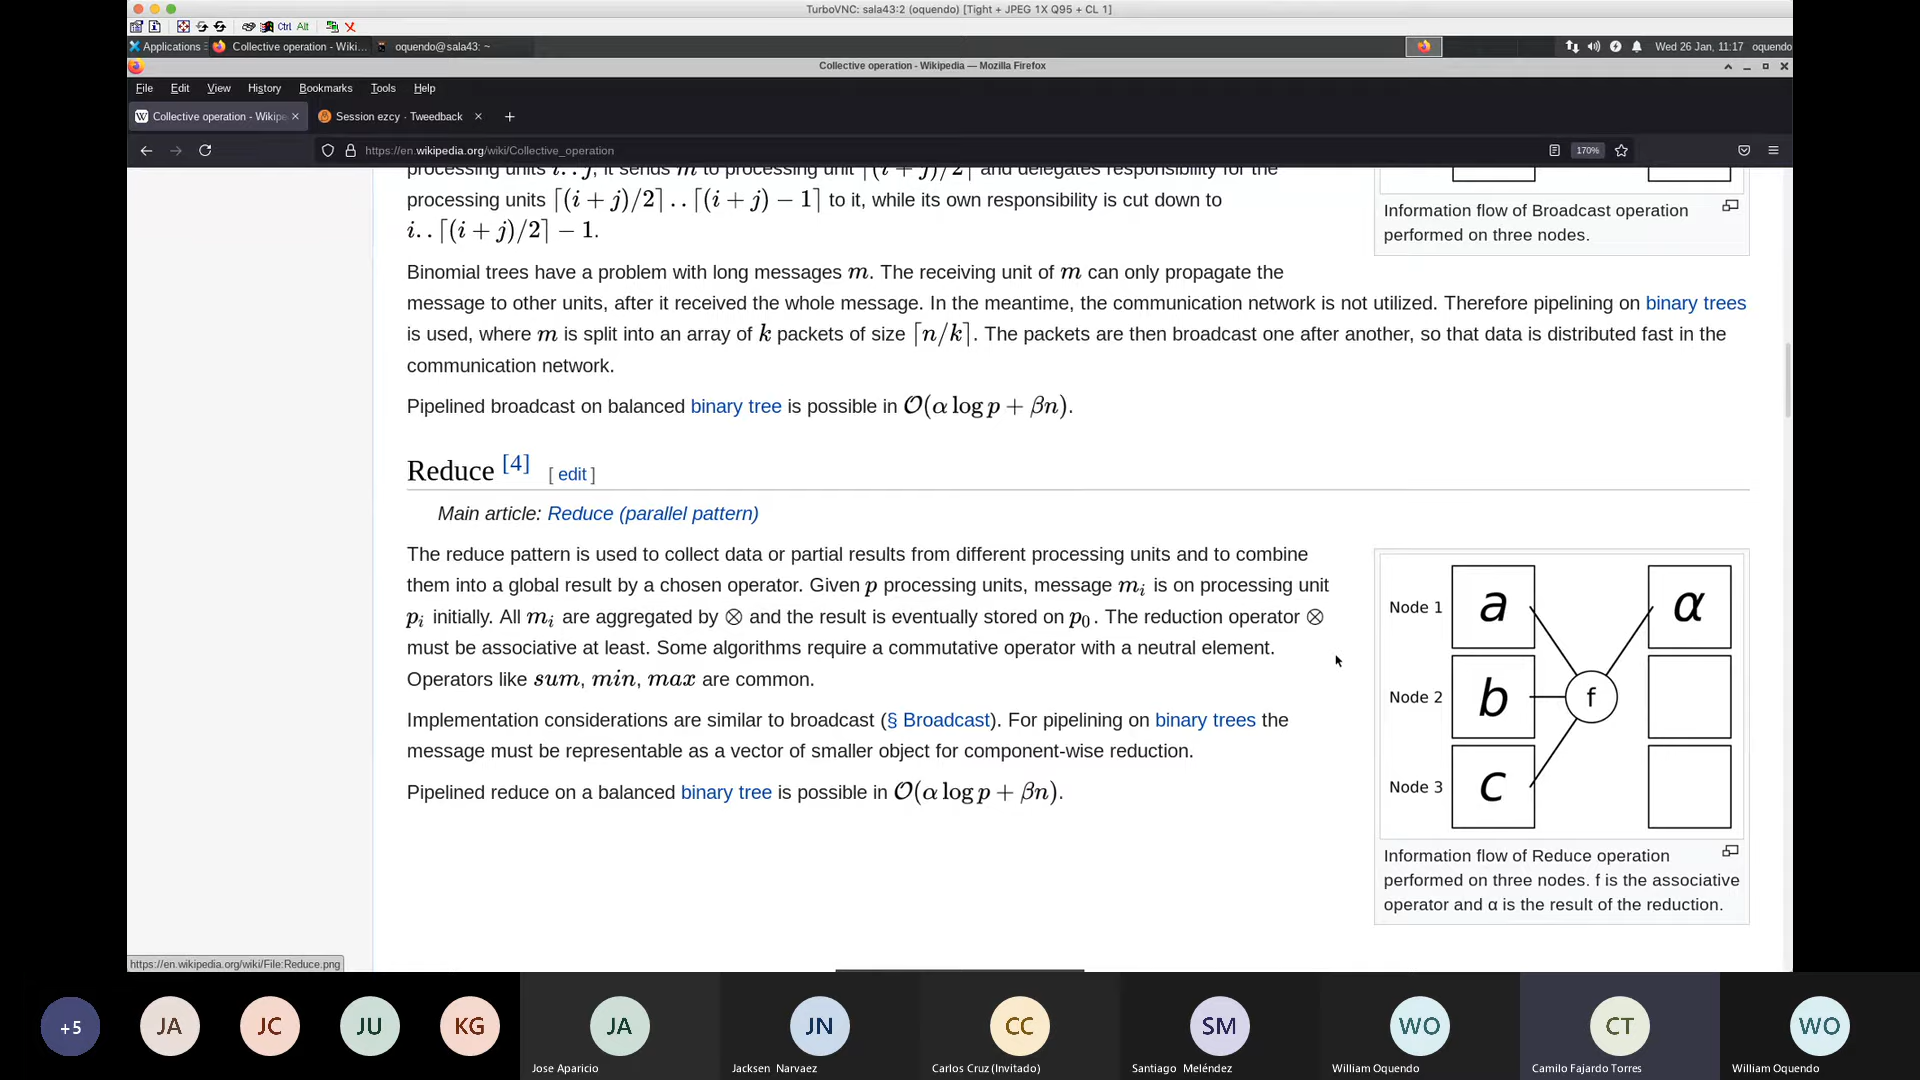 TurboVNC: sala43:2 (oquendo) [Tight + JPEG 1X Q95 + CL 1]
Ctrl Alt
Applications Collective operation - Wiki... oquendo@sala43: ~ Wed 26 Jan, 11:17 oquendo
Collective operation - Wikipedia — Mozilla Firefox
File Edit View History Bookmarks Tools Help
Collective operation - Wikipe Session ezcy · Tweedback
https://en.wikipedia.org/wiki/Collective_operation 170%
processing units i..j, it sends m to processing unit ⌈(i + j)/2⌉ and delegates responsibility for the
processing units ⌈(i + j)/2⌉ . . ⌈(i + j) − 1⌉ to it, while its own responsibility is cut down to
i. . ⌈(i + j)/2⌉ − 1.
Information flow of Broadcast operation
performed on three nodes.
Binomial trees have a problem with long messages m. The receiving unit of m can only propagate the
message to other units, after it received the whole message. In the meantime, the communication network is not utilized. Therefore pipelining on binary trees
is used, where m is split into an array of k packets of size ⌈n/k⌉. The packets are then broadcast one after another, so that data is distributed fast in the
communication network.
Pipelined broadcast on balanced binary tree is possible in O(α log p + βn).
Reduce [4] [ edit ]
Main article: Reduce (parallel pattern)
The reduce pattern is used to collect data or partial results from different processing units and to combine
them into a global result by a chosen operator. Given p processing units, message mᵢ is on processing unit
pᵢ initially. All mᵢ are aggregated by ⊗ and the result is eventually stored on p₀. The reduction operator ⊗
must be associative at least. Some algorithms require a commutative operator with a neutral element.
Operators like sum, min, max are common.
Implementation considerations are similar to broadcast (§ Broadcast). For pipelining on binary trees the
message must be representable as a vector of smaller object for component-wise reduction.
Pipelined reduce on a balanced binary tree is possible in O(α log p + βn).
Node 1 a α
Node 2 b f
Node 3 c
Information flow of Reduce operation
performed on three nodes. f is the associative
operator and α is the result of the reduction.
https://en.wikipedia.org/wiki/File:Reduce.png
+5 JA JC JU KG JA JN CC SM WO CT WO
Jose Aparicio Jacksen Narvaez Carlos Cruz (Invitado) Santiago Meléndez William Oquendo Camilo Fajardo Torres William Oquendo